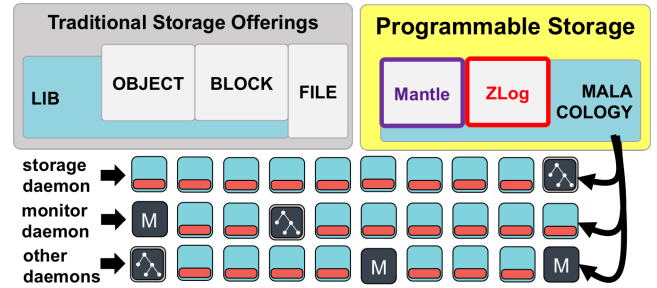 Traditional Storage Offerings
LIB
OBJECT
BLOCK
FILE
Programmable Storage
Mantle
ZLog
MALA
COLOGY
storage
daemon
monitor
daemon
M
other
daemons
M
M